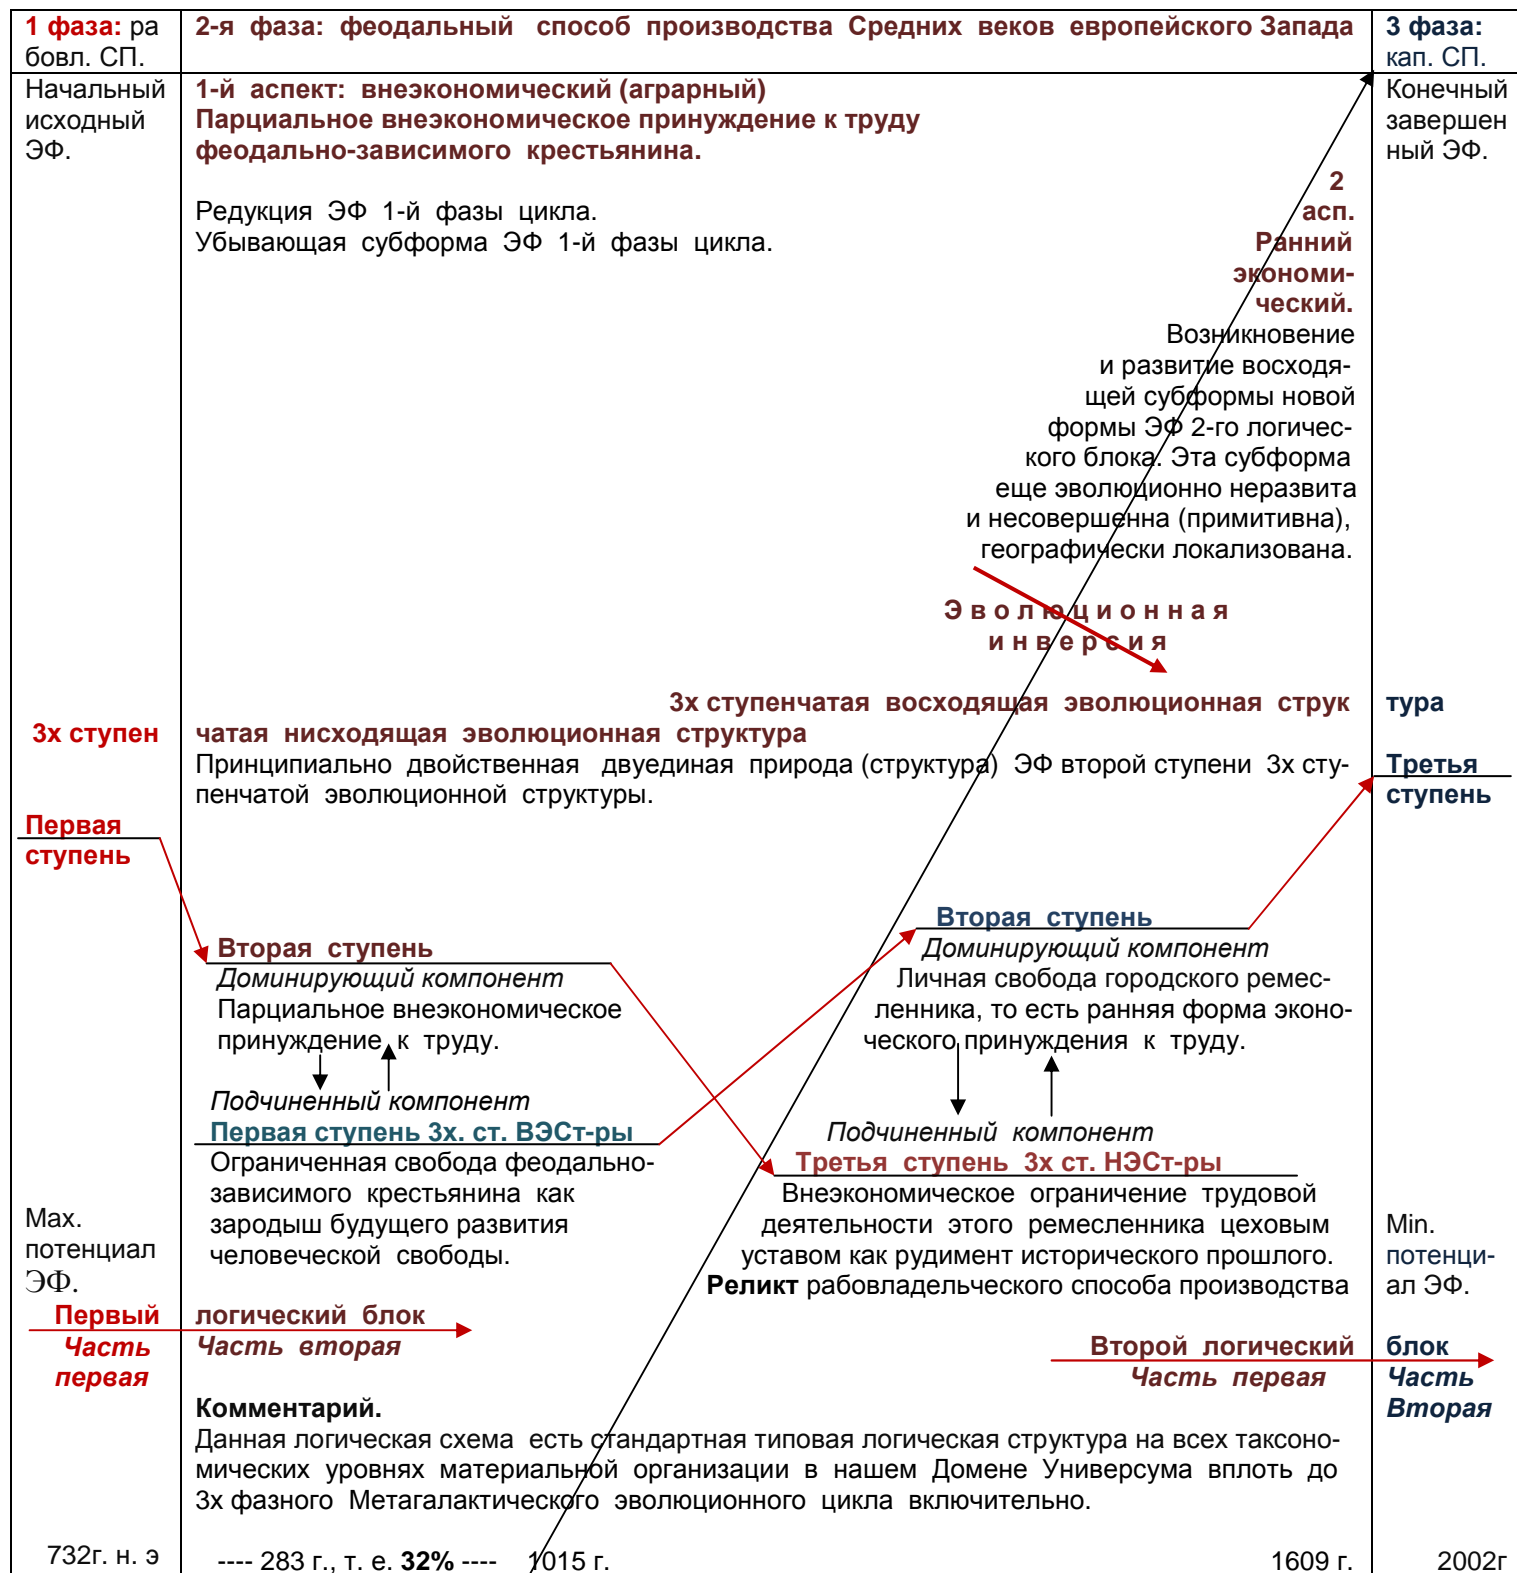 1 фаза: ра
бовл. СП.
2-я фаза: феодальный способ производства Средних веков европейского Запада
3 фаза:
кап. СП.
Начальный
исходный
ЭФ.
1-й аспект: внеэкономический (аграрный)
Парциальное внеэкономическое принуждение к труду
феодально-зависимого крестьянина.
Конечный
завершен
ный ЭФ.
Редукция ЭФ 1-й фазы цикла.
Убывающая субформа ЭФ 1-й фазы цикла.
2
асп.
Ранний
экономи-
ческий.
Возникновение
и развитие восходя-
щей субформы новой
формы ЭФ 2-го логичес-
кого блока. Эта субформа
еще эволюционно неразвита
и несовершенна (примитивна),
географически локализована.
Э в о л ю ц и о н н а я
и н в е р с и я
3х ступенчатая восходящая эволюционная струк тура
3х ступен чатая нисходящая эволюционная структура
Принципиально двойственная двуединая природа (структура) ЭФ второй ступени 3х сту-
пенчатой эволюционной структуры.
Третья
ступень
Первая
ступень
Вторая ступень
Доминирующий компонент
Парциальное внеэкономическое
принуждение к труду.
Подчиненный компонент
Первая ступень 3х. ст. ВЭСт-ры
Ограниченная свобода феодально-
зависимого крестьянина как
зародыш будущего развития
человеческой свободы.
Вторая ступень
Доминирующий компонент
Личная свобода городского ремес-
ленника, то есть ранняя форма эконо-
ческого принуждения к труду.
Подчиненный компонент
Третья ступень 3х ст. НЭСт-ры
Внеэкономическое ограничение трудовой
деятельности этого ремесленника цеховым
уставом как рудимент исторического прошлого.
Реликт рабовладельческого способа производства
Max.
потенциал
ЭФ.
Min.
потенци-
ал ЭФ.
Первый логический блок
Часть
первая
Часть вторая
Второй логический блок
Часть первая
Часть
Вторая
Комментарий.
Данная логическая схема есть стандартная типовая логическая структура на всех таксоно-
мических уровнях материальной организации в нашем Домене Универсума вплоть до
3х фазного Метагалактического эволюционного цикла включительно.
732г. н. э ---- 283 г., т. е. 32% ---- 1015 г. 1609 г. 2002г